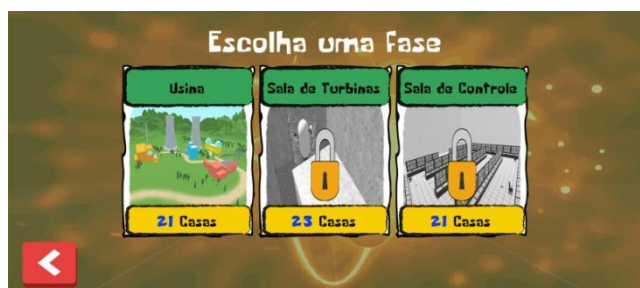 Escolha uma fase
Usina
Sala de Turbinas
Sala de Controle
21 Casas
23 Casas
21 Casas